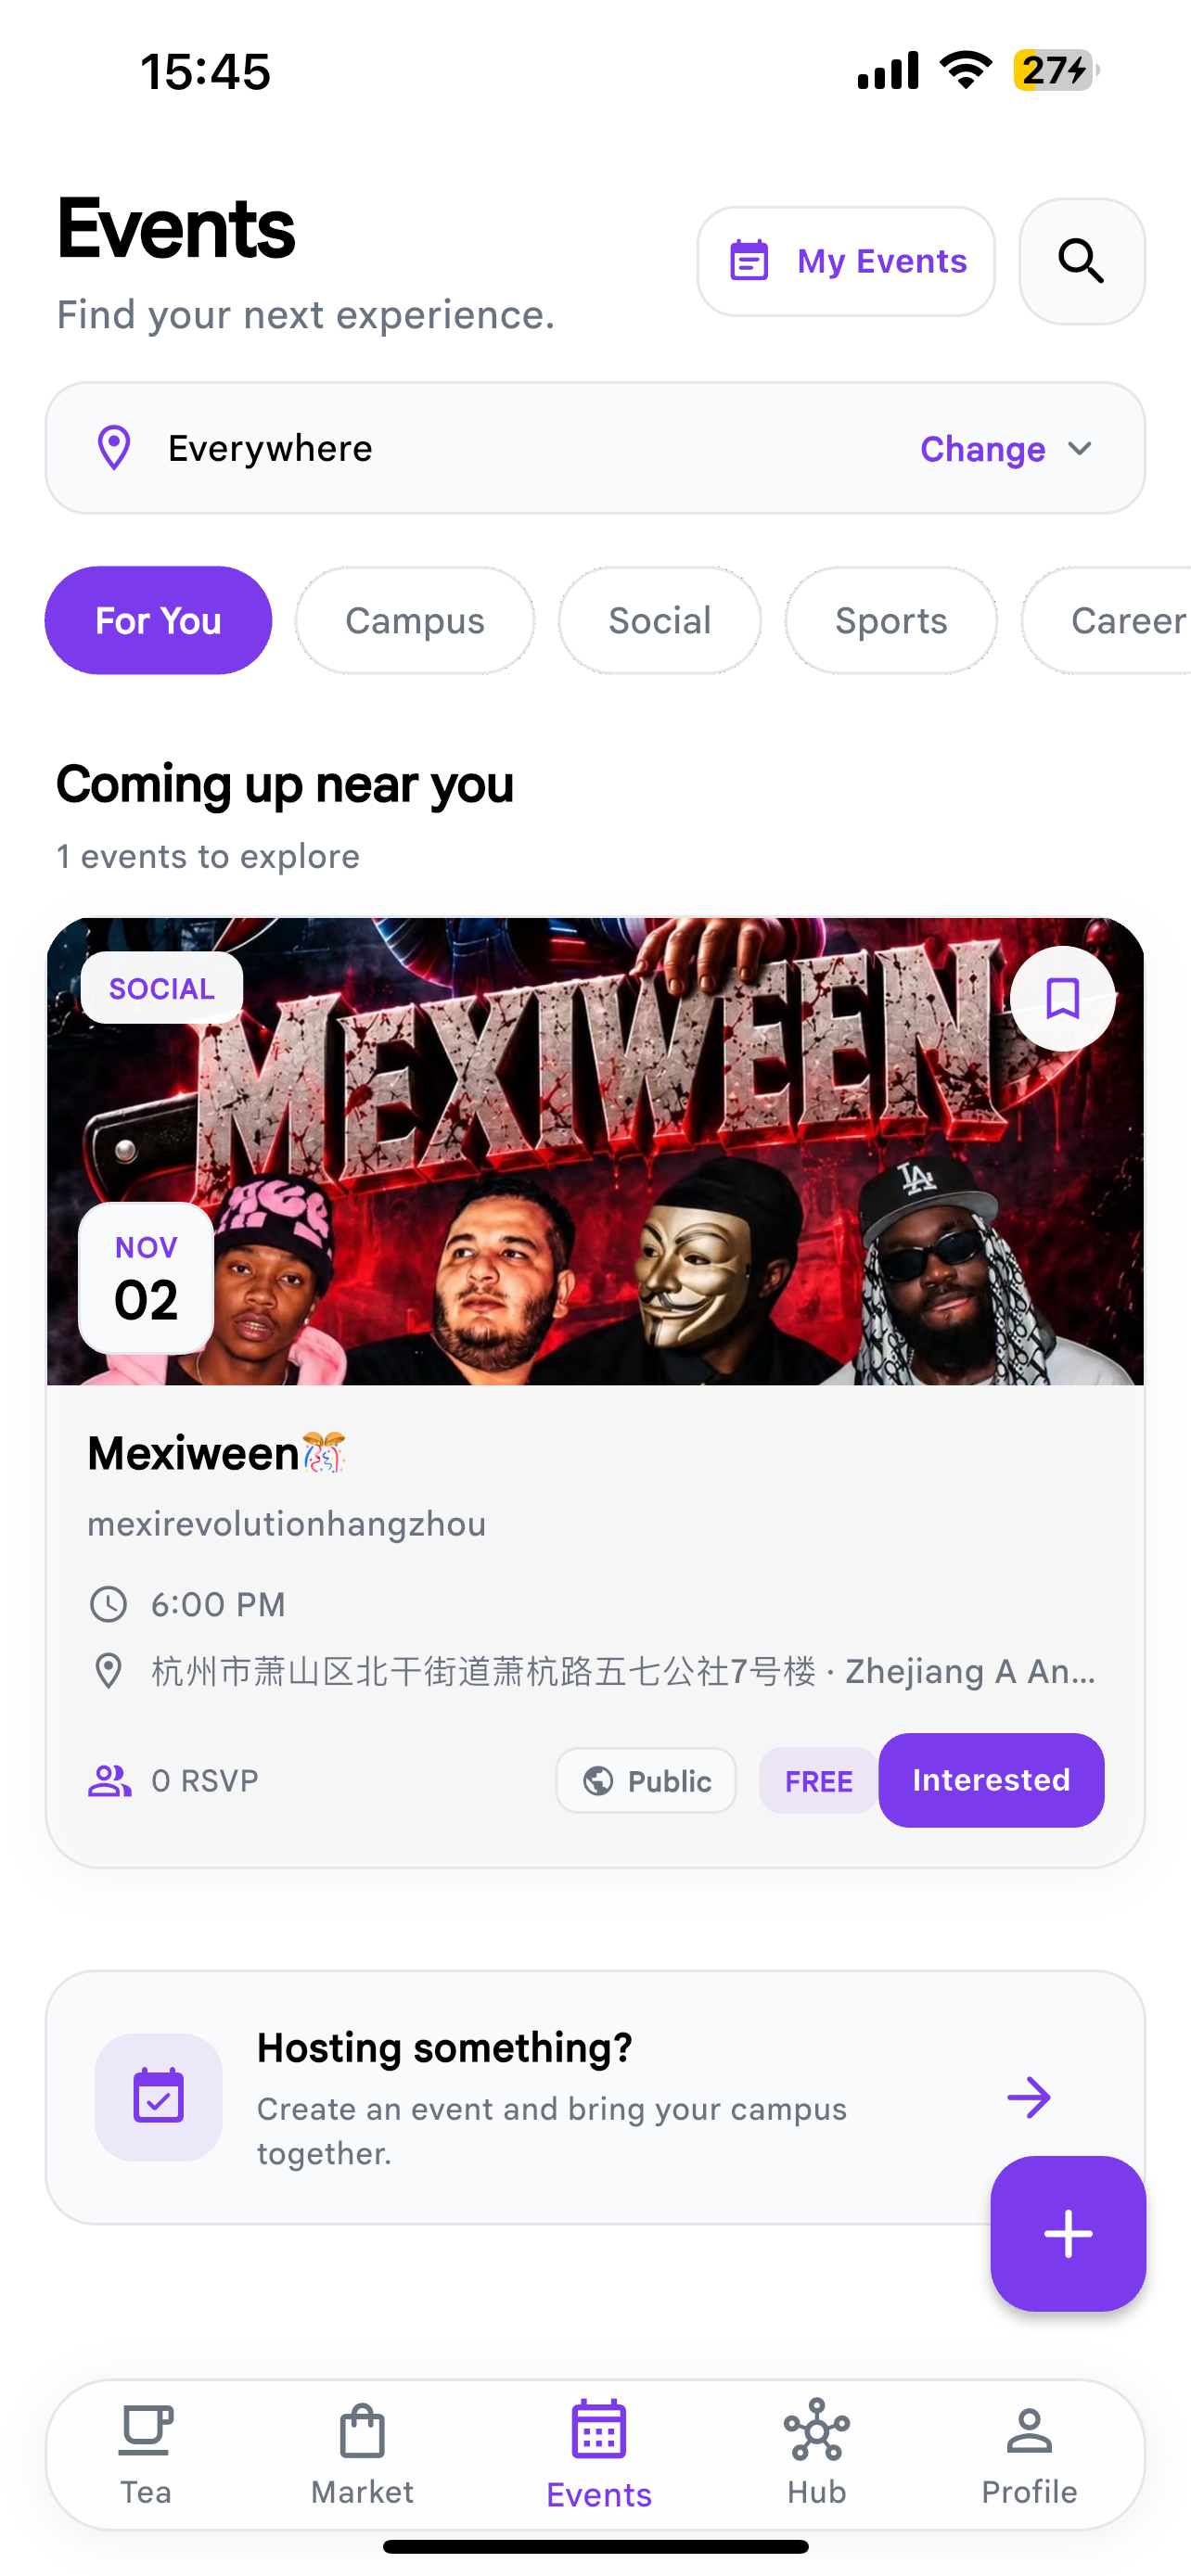 15:45
27
Events
My Events
Find your next experience.
Everywhere
Change
For You
Campus
Social
Sports
Career
Coming up near you
1 events to explore
SOCIAL
MEXIWEEN
LA
NOV
02
Mexiween🎊
mexirevolutionhangzhou
6:00 PM
杭州市萧山区北干街道萧杭路五七公社7号楼 · Zhejiang A An...
0 RSVP
Public
FREE
Interested
Hosting something?
Create an event and bring your campus
together.
Tea
Market
Events
Hub
Profile